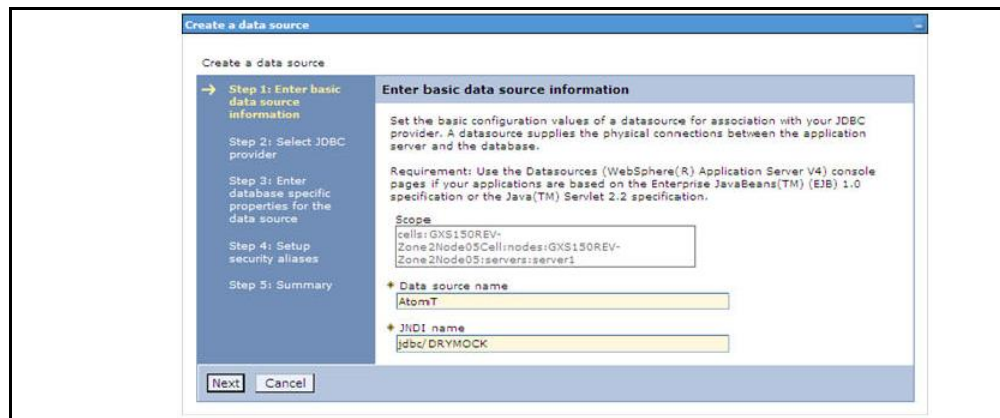 Create a data source
Create a data source
Step 1: Enter basic
data source
information
Step 2: Select JDBC
provider
Step 3: Enter
database specific
properties for the
data source
Step 4: Setup
security aliases
Step 5: Summary
Enter basic data source information
Set the basic configuration values of a datasource for association with your JDBC
provider. A datasource supplies the physical connections between the application
server and the database.
Requirement: Use the Datasources (WebSphere(R) Application Server V4) console
pages if your applications are based on the Enterprise JavaBeans(TM) (EJB) 1.0
specification or the Java(TM) Servlet 2.2 specification.
Scope
cells:GXS150REV-
Zone2Node05Cell:nodes:GXS150REV-
Zone2Node05:servers:server1
Data source name
AtomT
JNDI name
jdbc/DRYMOCK
Next Cancel